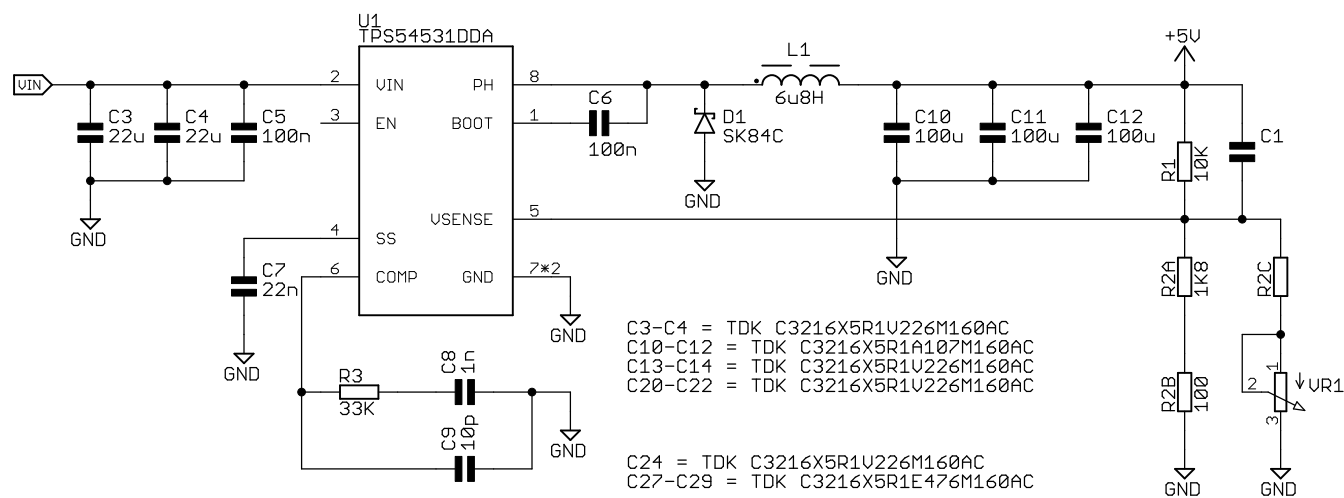 U1
TPS54531DDA
VIN
2
VIN
PH
8
L1
6u8H
+5V
C3
22u
C4
22u
C5
100n
3
EN
BOOT
1
C6
100n
D1
SK84C
GND
C10
100u
C11
100u
C12
100u
R1
10K
C1
GND
VSENSE
5
4
SS
6
COMP
GND
7*2
GND
C7
22n
GND
GND
R2A
1K8
R2C
C3-C4 = TDK C3216X5R1V226M160AC
C10-C12 = TDK C3216X5R1A107M160AC
C13-C14 = TDK C3216X5R1V226M160AC
C20-C22 = TDK C3216X5R1V226M160AC
R3
33K
C8
1n
C9
10p
GND
R2B
100
1
2
3
VR1
GND
GND
C24 = TDK C3216X5R1V226M160AC
C27-C29 = TDK C3216X5R1E476M160AC